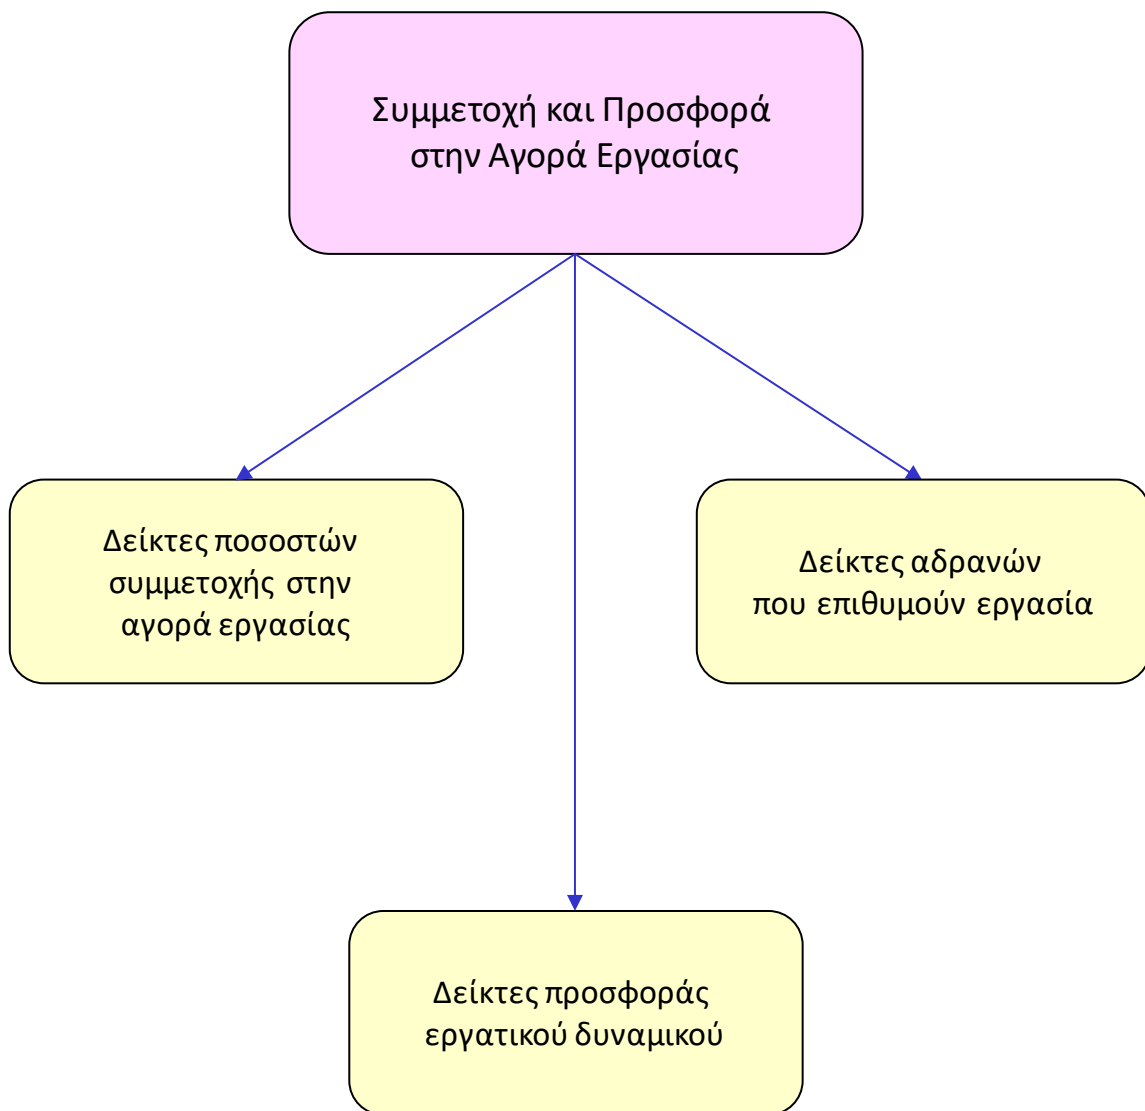 Συμμετοχή και Προσφορά
στην Αγορά Εργασίας
Δείκτες ποσοστών
συμμετοχής στην
αγορά εργασίας
Δείκτες αδρανών
που επιθυμούν εργασία
Δείκτες προσφοράς
εργατικού δυναμικού